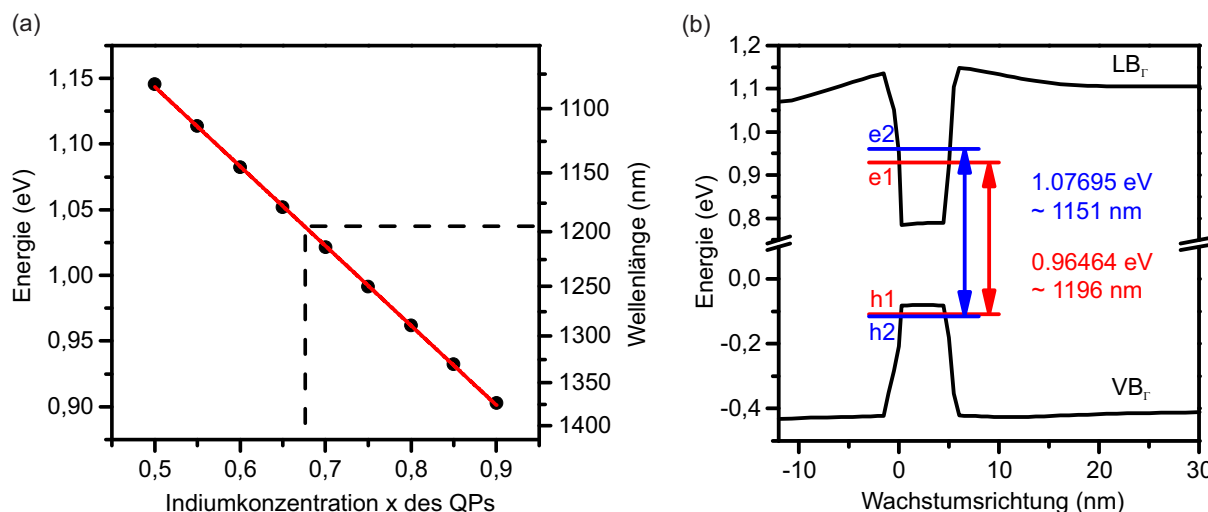 (a)
1,15
1,10
1,05
1,00
0,95
0,90
Energie (eV)
0,5 0,6 0,7 0,8 0,9
Indiumkonzentration x des QPs
1100
1150
1200
1250
1300
1350
1400
Wellenlänge (nm)
(b)
1,2
1,1
1,0
0,9
0,8
0,0
-0,2
-0,4
Energie (eV)
LB_Γ
e2
e1
1.07695 eV
~ 1151 nm
0.96464 eV
~ 1196 nm
h1
h2
VB_Γ
-10 0 10 20 30
Wachstumsrichtung (nm)